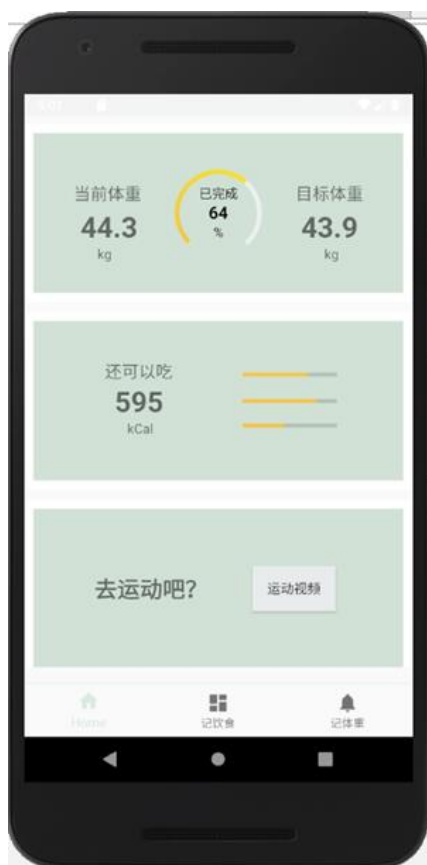 当前体重
44.3
kg
已完成
64
%
目标体重
43.9
kg
还可以吃
595
kCal
去运动吧?
运动视频
Home
记饮食
记体重